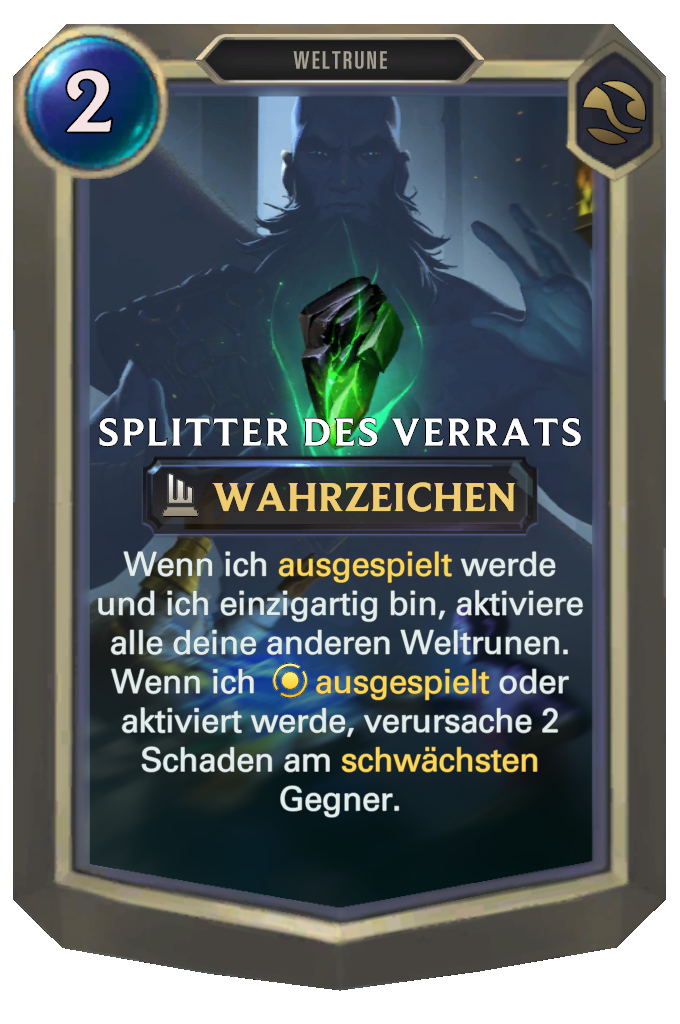 WELTRUNE
2
SPLITTER DES VERRATS
WAHRZEICHEN
Wenn ich ausgespielt werde
und ich einzigartig bin, aktiviere
alle deine anderen Weltrunen.
Wenn ich ausgespielt oder
aktiviert werde, verursache 2
Schaden am schwächsten
Gegner.